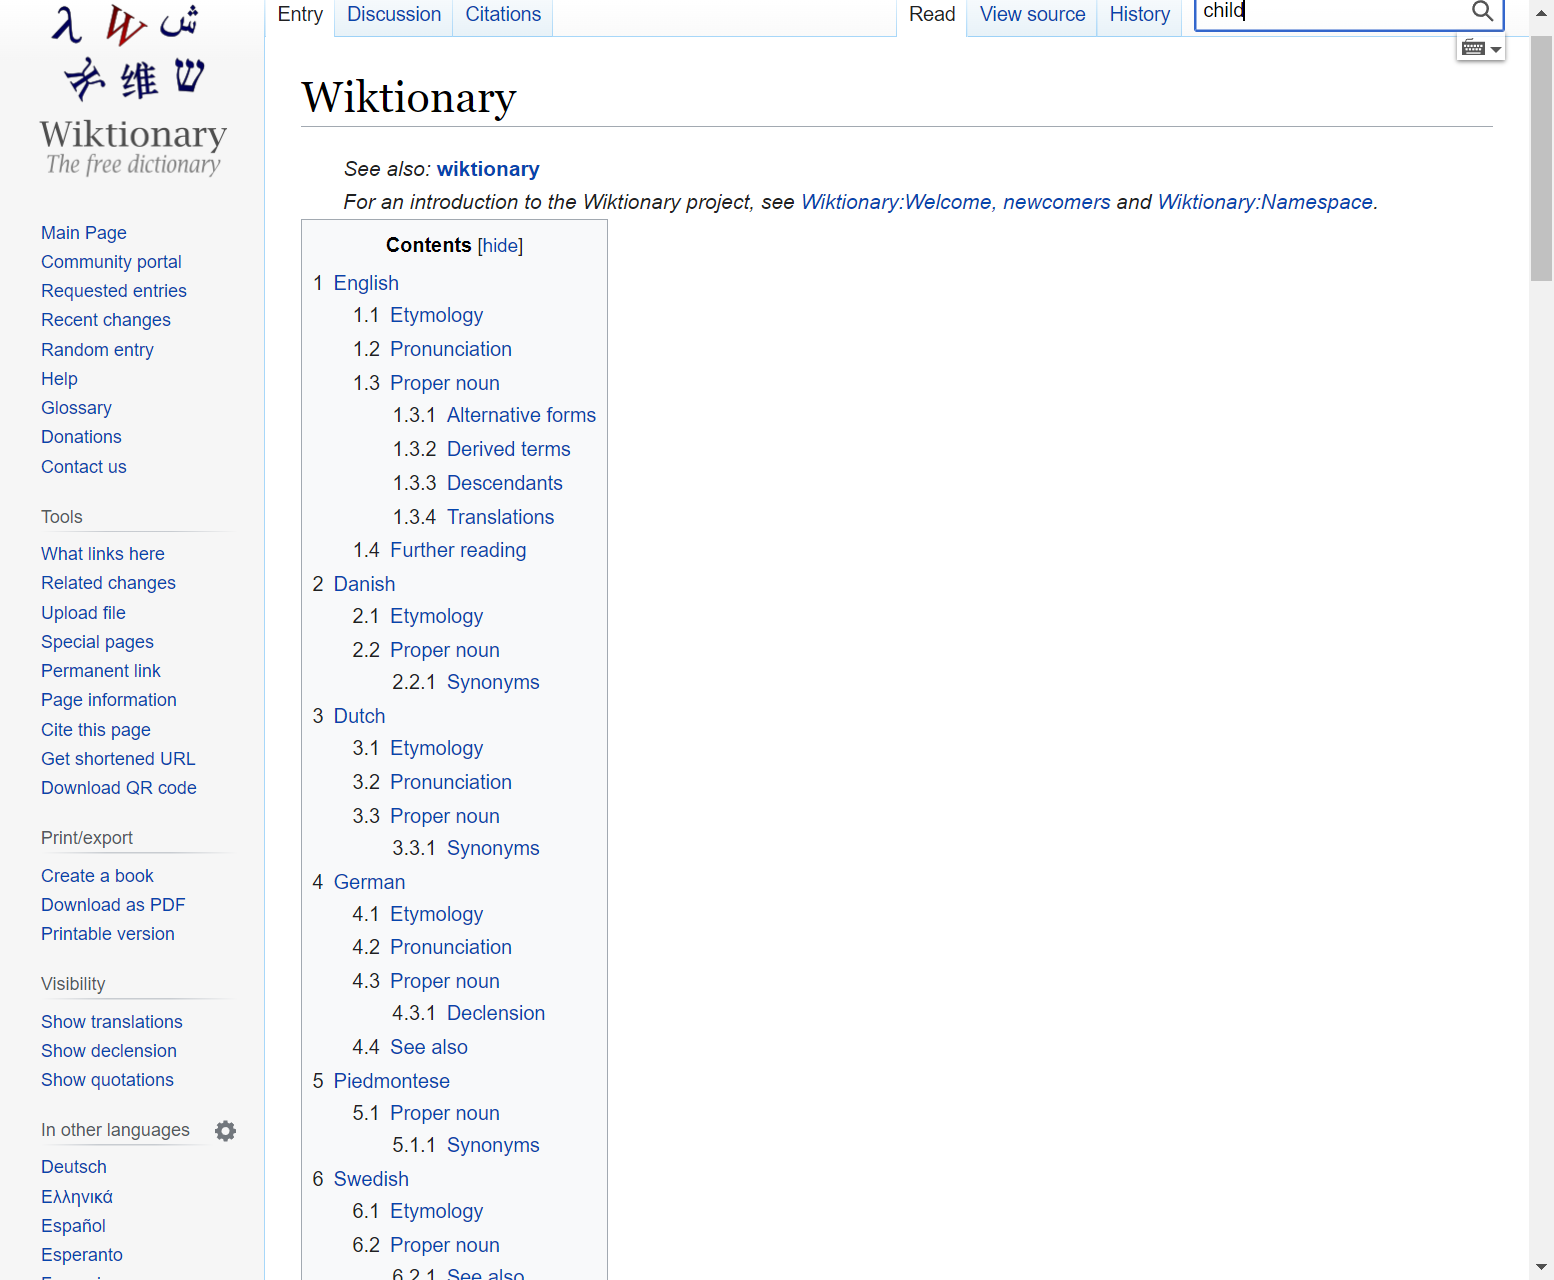 Entry Discussion Citations Read View source History child
λ W ش
维 ש
Wiktionary
The free dictionary
Main Page
Community portal
Requested entries
Recent changes
Random entry
Help
Glossary
Donations
Contact us
Tools
What links here
Related changes
Upload file
Special pages
Permanent link
Page information
Cite this page
Get shortened URL
Download QR code
Print/export
Create a book
Download as PDF
Printable version
Visibility
Show translations
Show declension
Show quotations
In other languages
Deutsch
Ελληνικά
Español
Esperanto
Wiktionary
See also: wiktionary
For an introduction to the Wiktionary project, see Wiktionary:Welcome, newcomers and Wiktionary:Namespace.
Contents [hide]
1 English
1.1 Etymology
1.2 Pronunciation
1.3 Proper noun
1.3.1 Alternative forms
1.3.2 Derived terms
1.3.3 Descendants
1.3.4 Translations
1.4 Further reading
2 Danish
2.1 Etymology
2.2 Proper noun
2.2.1 Synonyms
3 Dutch
3.1 Etymology
3.2 Pronunciation
3.3 Proper noun
3.3.1 Synonyms
4 German
4.1 Etymology
4.2 Pronunciation
4.3 Proper noun
4.3.1 Declension
4.4 See also
5 Piedmontese
5.1 Proper noun
5.1.1 Synonyms
6 Swedish
6.1 Etymology
6.2 Proper noun
6.2.1 See also